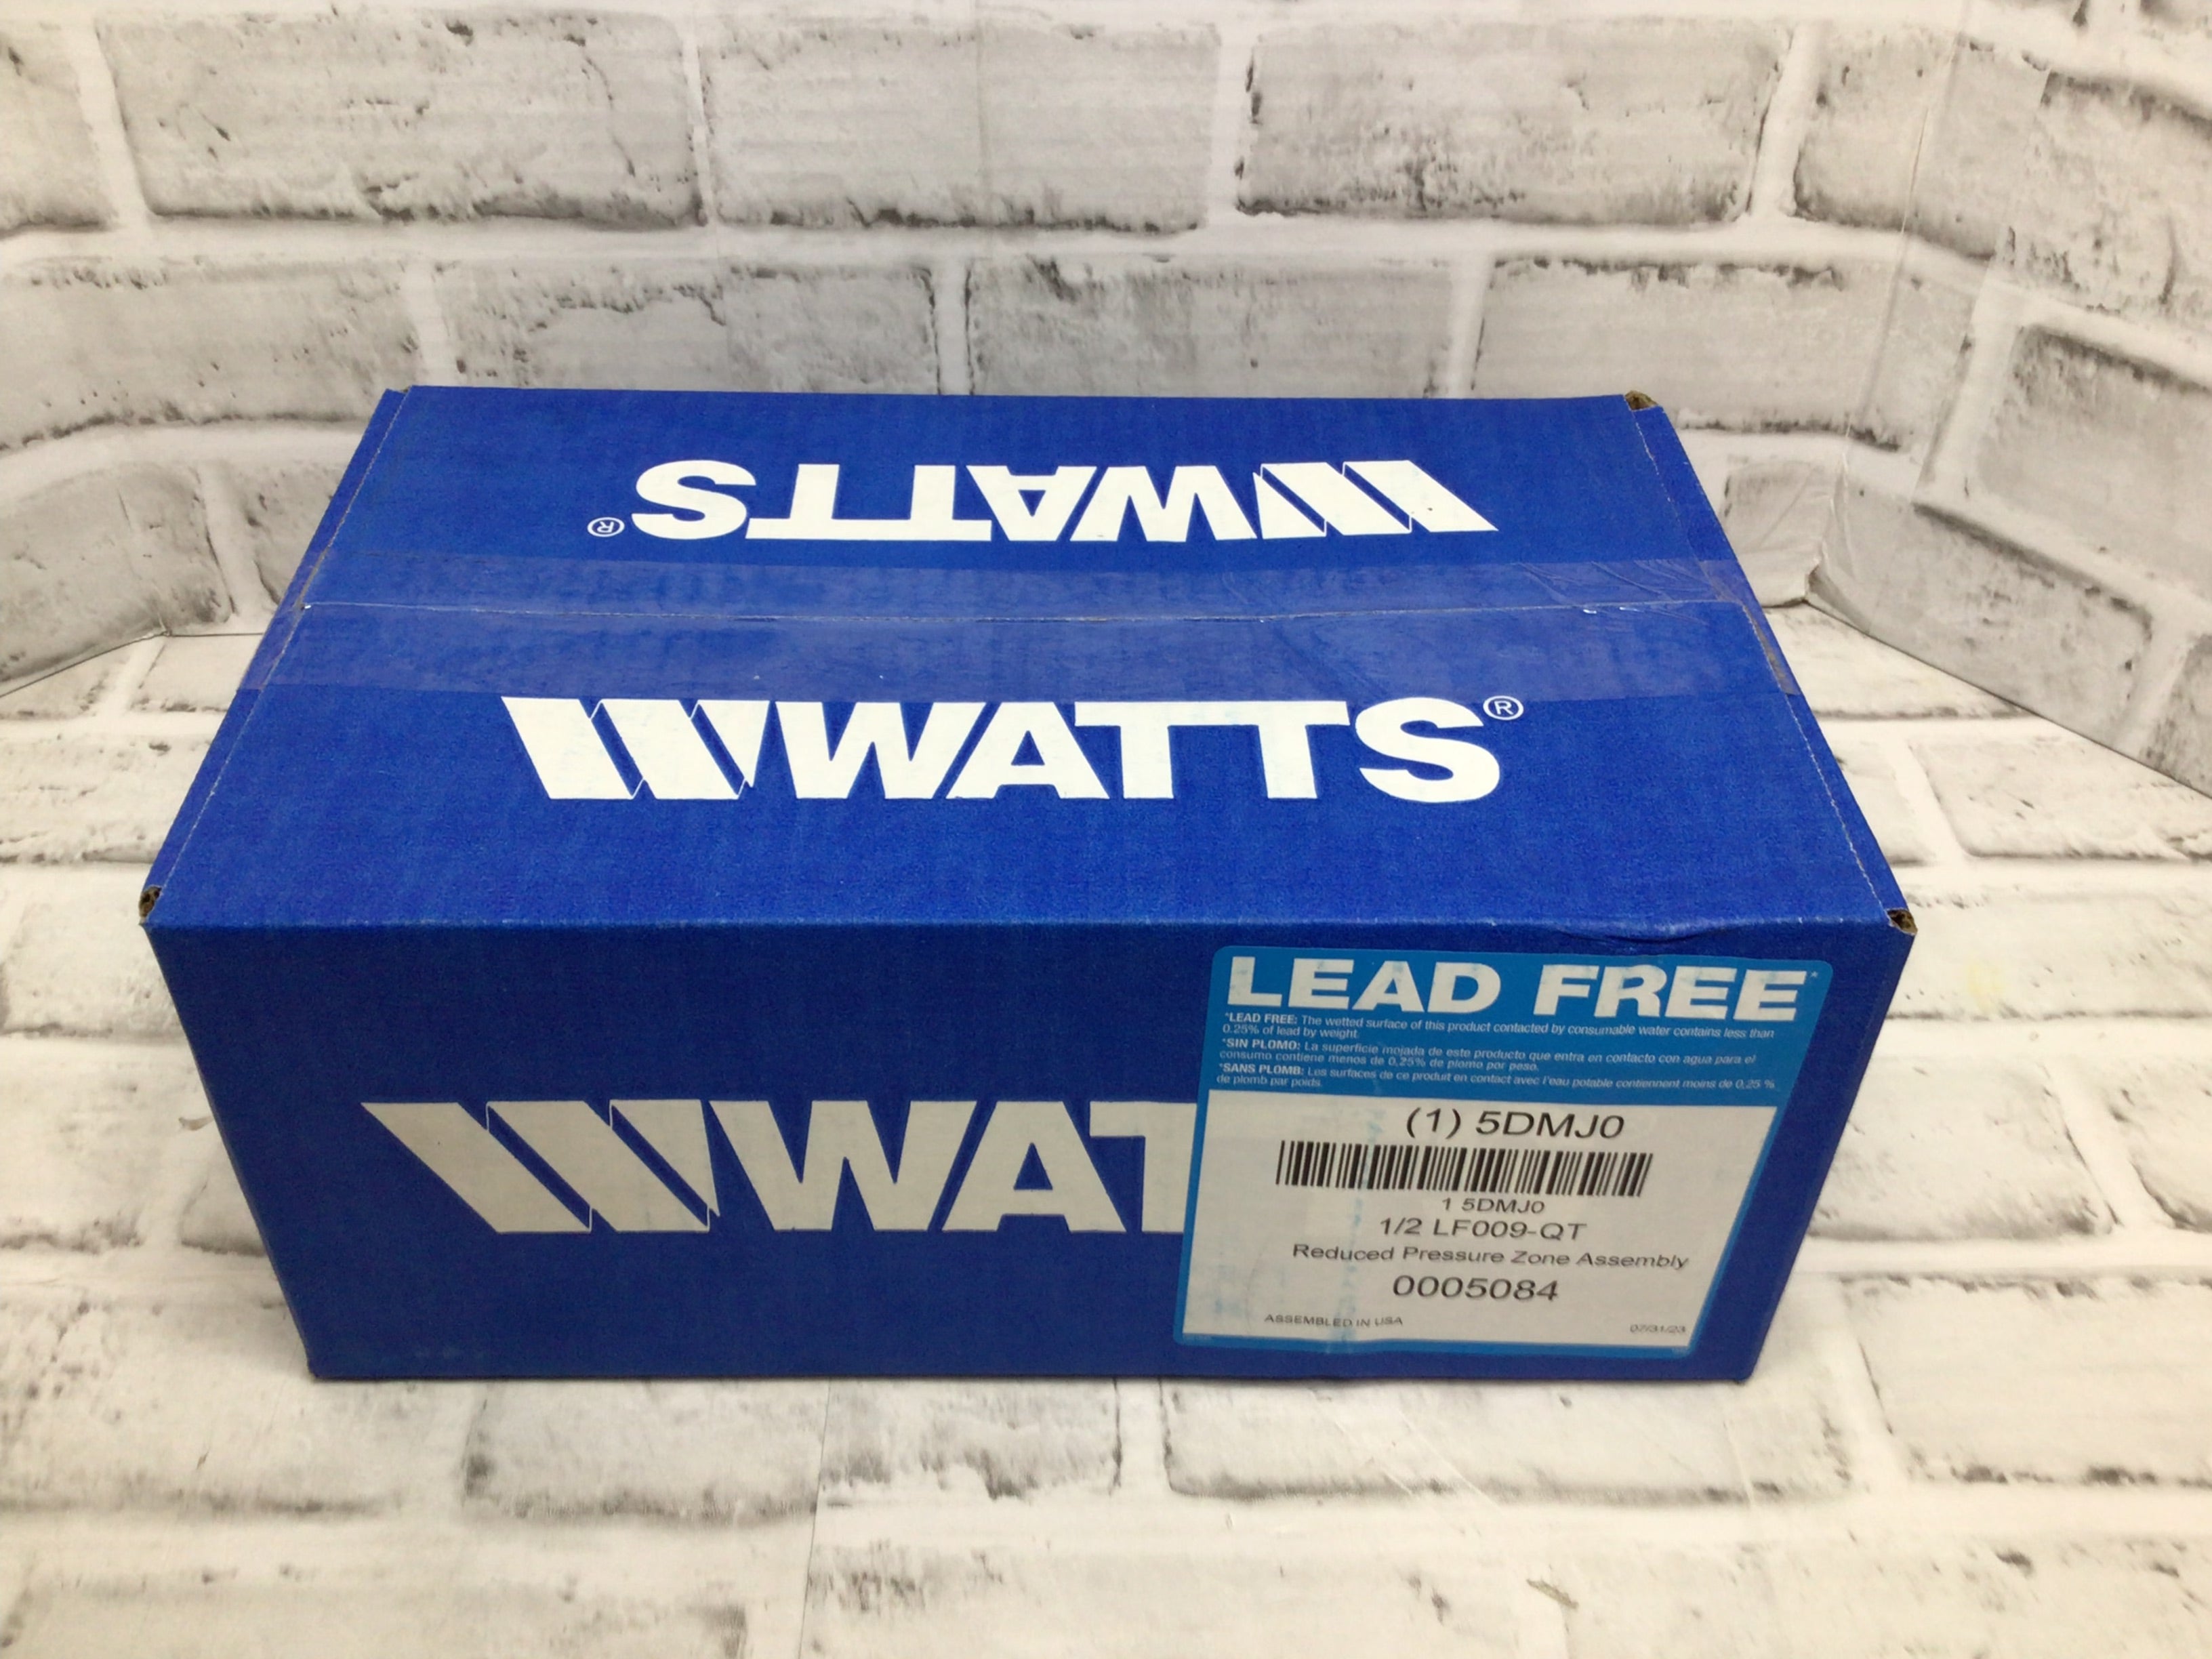 WATTS®
WATTS®
WAT
LEAD FREE*
*LEAD FREE: The wetted surface of this product contacted by consumable water contains less than
0.25% of lead by weight.
*SIN PLOMO: La superficie mojada de este producto que entra en contacto con agua para el
consumo contiene menos de 0,25% de plomo por peso.
*SANS PLOMB: Les surfaces de ce produit en contact avec l'eau potable contiennent moins de 0,25 %
de plomb par poids.
(1) 5DMJ0
1 5DMJ0
1/2 LF009-QT
Reduced Pressure Zone Assembly
0005084
ASSEMBLED IN USA
07/31/23